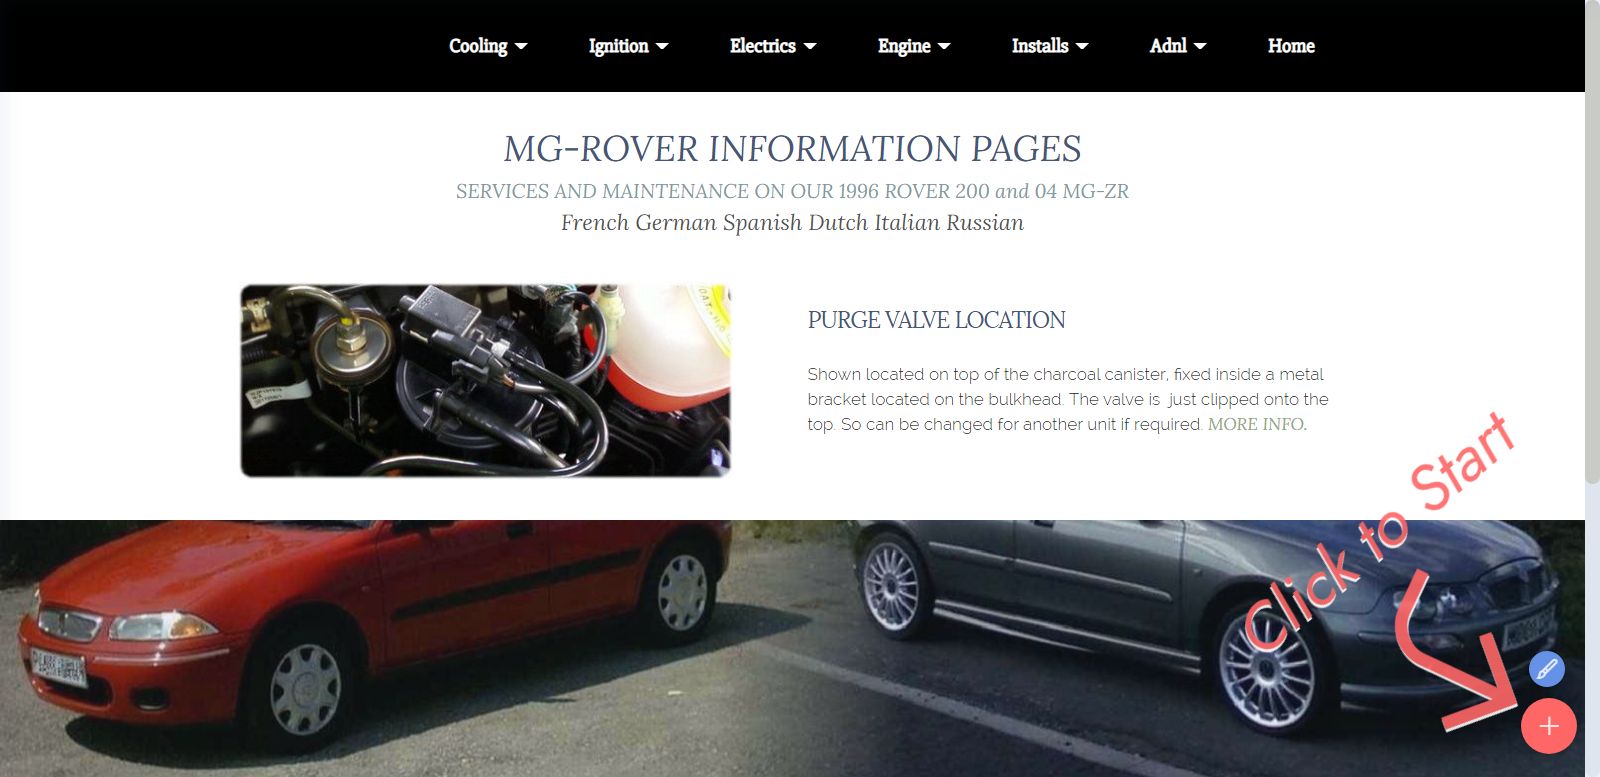 Cooling Ignition Electrics Engine Installs Adnl Home
MG-ROVER INFORMATION PAGES
SERVICES AND MAINTENANCE ON OUR 1996 ROVER 200 and 04 MG-ZR
French German Spanish Dutch Italian Russian
PURGE VALVE LOCATION
Shown located on top of the charcoal canister, fixed inside a metal
bracket located on the bulkhead. The valve is just clipped onto the
top. So can be changed for another unit if required. MORE INFO.
Click to Start